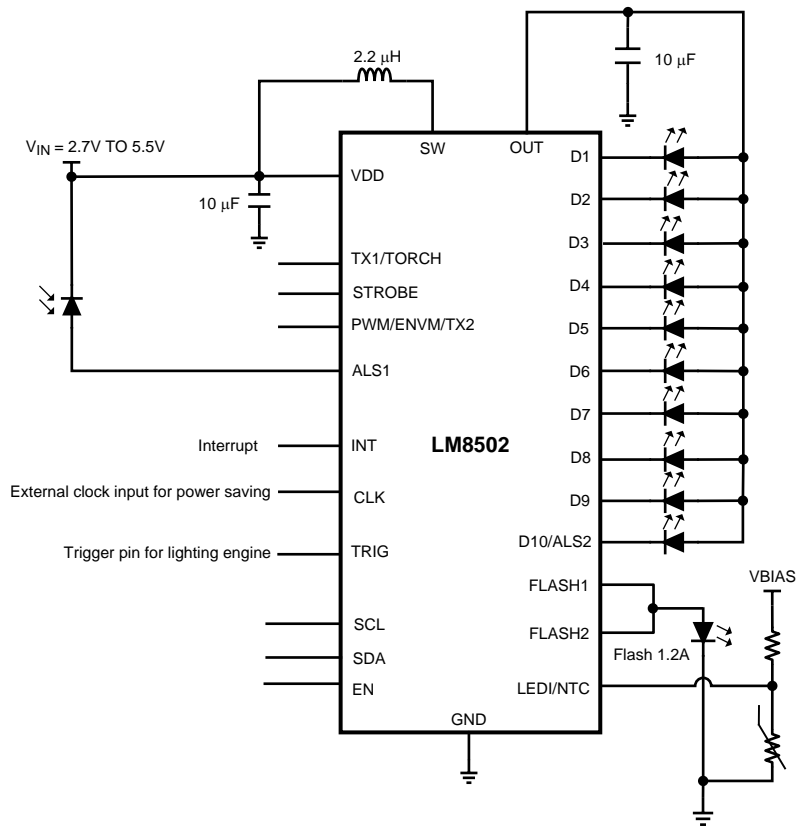 2.2 μH
10 μF
V_IN = 2.7V TO 5.5V
SW
OUT
VDD
10 μF
D1
D2
TX1/TORCH
D3
STROBE
D4
PWM/ENVM/TX2
D5
ALS1
D6
D7
Interrupt
INT
LM8502
D8
External clock input for power saving
CLK
D9
Trigger pin for lighting engine
TRIG
D10/ALS2
FLASH1
VBIAS
SCL
FLASH2
Flash 1.2A
SDA
EN
LEDI/NTC
GND